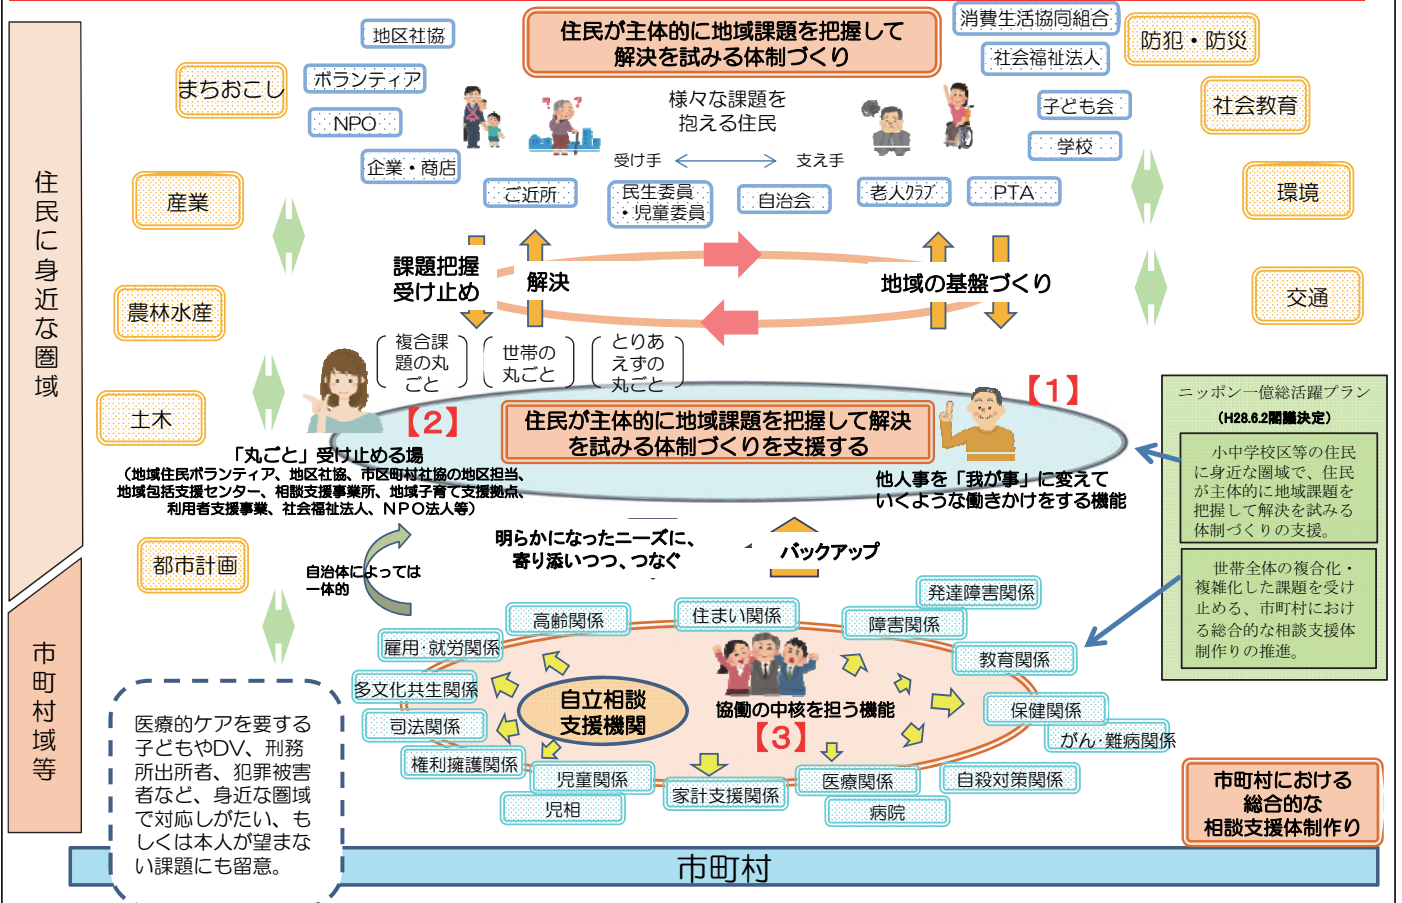 住民が主体的に地域課題を把握して
解決を試みる体制づくり
消費生活協同組合
社会福祉法人
防犯・防災
地区社協
ボランティア
まちおこし
NPO
企業・商店
様々な課題を
抱える住民
受け手
支え手
子ども会
社会教育
学校
ご近所
民生委員
・児童委員
自治会
老人クラブ
PTA
産業
環境
住民に身近な圏域
課題把握
受け止め
解決
地域の基盤づくり
農林水産
交通
複合課
題の丸
ごと
世帯の
丸ごと
とりあ
えずの
丸ごと
土木
【2】
住民が主体的に地域課題を把握して解決
を試みる体制づくりを支援する
【1】
「丸ごと」受け止める場
(地域住民ボランティア、地区社協、市区町村社協の地区担当、
地域包括支援センター、相談支援事業所、地域子育て支援拠点、
利用者支援事業、社会福祉法人、NPO法人等)
他人事を「我が事」に変えて
いくような働きかけをする機能
ニッポン一億総活躍プラン
(H28.6.2閣議決定)
小中学校区等の住民
に身近な圏域で、住民
が主体的に地域課題を
把握して解決を試みる
体制づくりの支援。
世帯全体の複合化・
複雑化した課題を受け
止める、市町村におけ
る総合的な相談支援体
制作りの推進。
都市計画
自治体によっては
一体的
明らかになったニーズに、
寄り添いつつ、つなぐ
バックアップ
市町村域等
高齢関係
住まい関係
発達障害関係
障害関係
雇用・就労関係
教育関係
多文化共生関係
自立相談
支援機関
協働の中核を担う機能
【3】
保健関係
司法関係
がん・難病関係
権利擁護関係
児童関係
児相
家計支援関係
医療関係
病院
自殺対策関係
医療的ケアを要する
子どもやDV、刑務
所出所者、犯罪被害
者など、身近な圏域
で対応しがたい、も
しくは本人が望まな
い課題にも留意。
市町村における
総合的な
相談支援体制作り
市町村